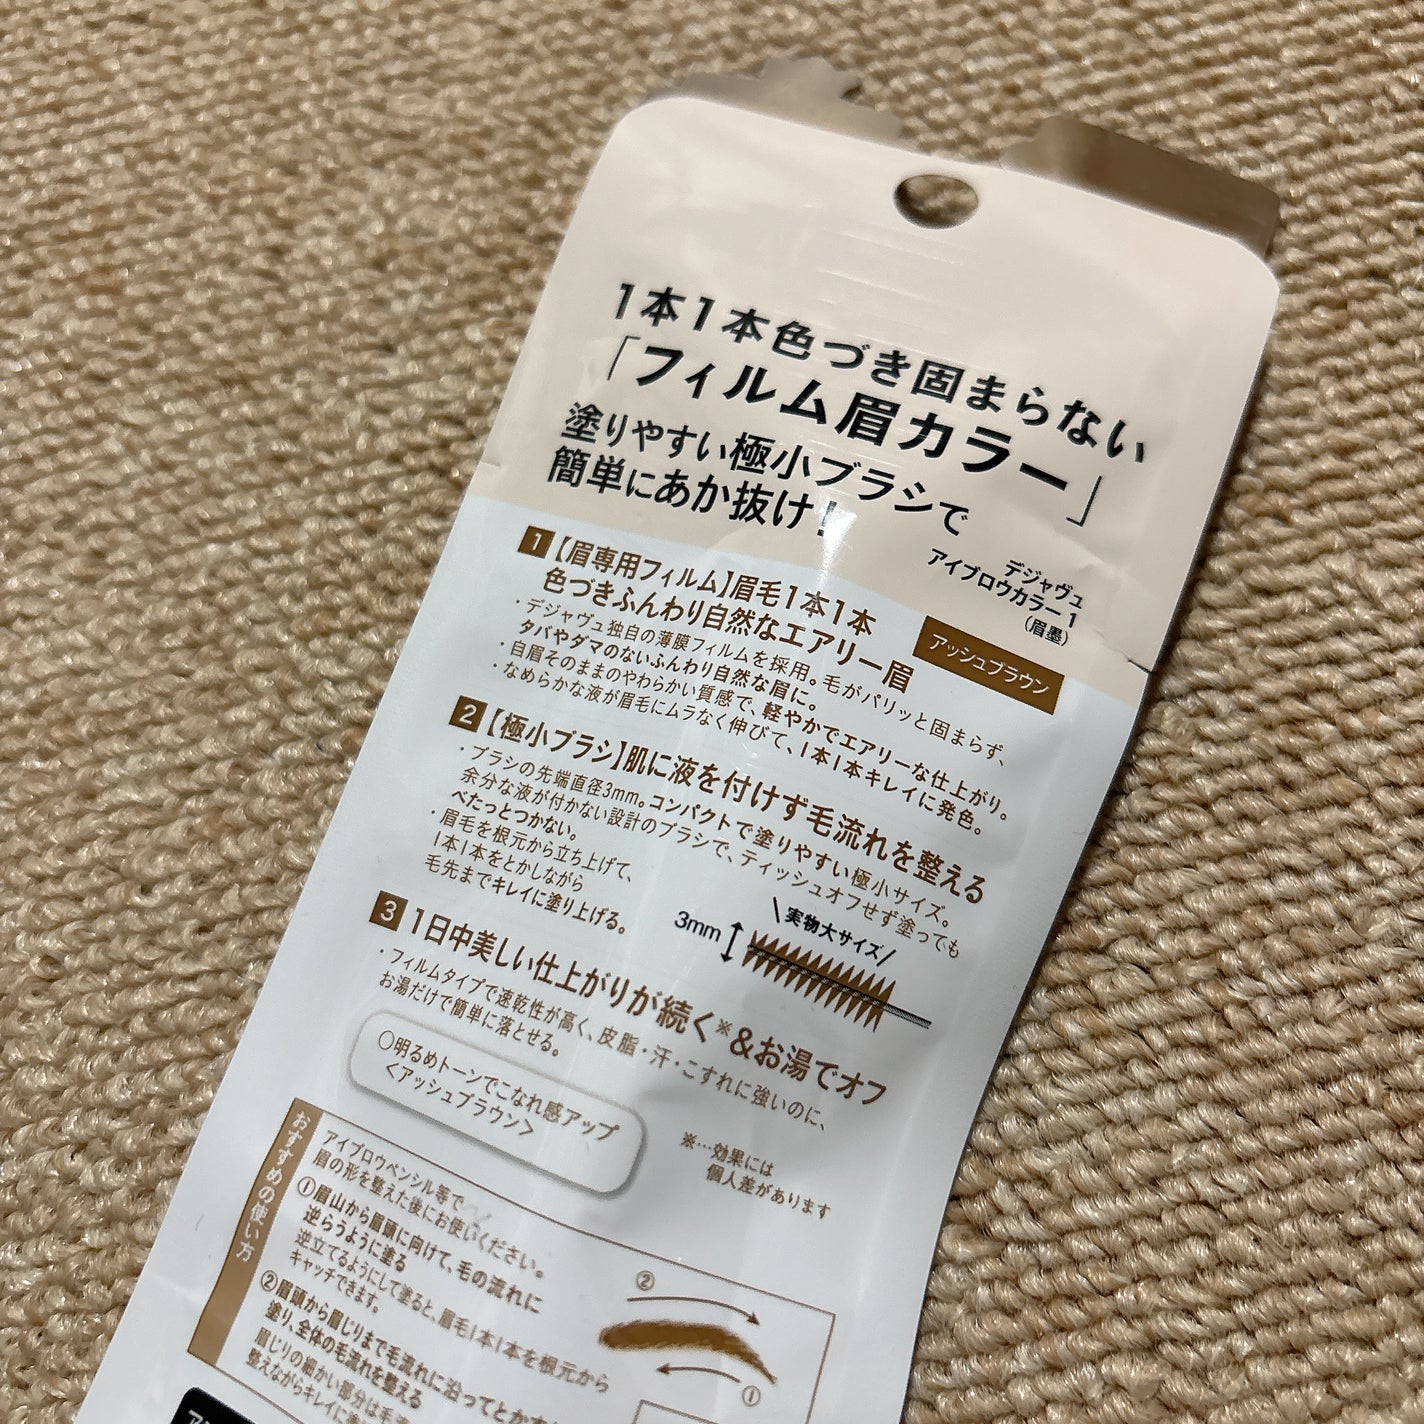 1本1本色づき固まらない
「フィルム眉カラー」
塗りやすい極小ブラシで
簡単にあか抜け!
デジャヴュ
アイブロウカラー 1
(眉墨)
アッシュブラウン
1 【眉専用フィルム】眉毛1本1本
色づきふんわり自然なエアリー眉
・デジャヴュ独自の薄膜フィルムを採用。毛がパリッと固まらず、
タバやダマのないふんわり自然な眉に。
・自眉そのままのやわらかい質感で、軽やかでエアリーな仕上がり。
・なめらかな液が眉毛にムラなく伸びて、1本1本キレイに発色。
2 【極小ブラシ】肌に液を付けず毛流れを整える
・ブラシの先端直径3mm。コンパクトで塗りやすい極小サイズ。
余分な液が付かない設計のブラシで、ティッシュオフせず塗っても
べたっとつかない。
・眉毛を根元から立ち上げて、
1本1本をとかしながら
毛先までキレイに塗り上げる。
\実物大サイズ/
3mm
3 1日中美しい仕上がりが続く※&お湯でオフ
・フィルムタイプで速乾性が高く、皮脂・汗・こすれに強いのに、
お湯だけで簡単に落とせる。
○明るめトーンでこなれ感アップ
<アッシュブラウン>
※…効果には
個人差があります
おすすめの使い方
アイブロウペンシル等で
眉の形を整えた後にお使いください。
①眉山から眉頭に向けて、毛の流れに
逆らうように塗る
逆立てるようにして塗ると、眉毛1本1本を根元から
キャッチできます。
②眉頭から眉じりまで毛流れに沿ってとかす
塗り、全体の毛流れを整える
眉じりの細かい部分は毛
整えながらキレイに
②
①